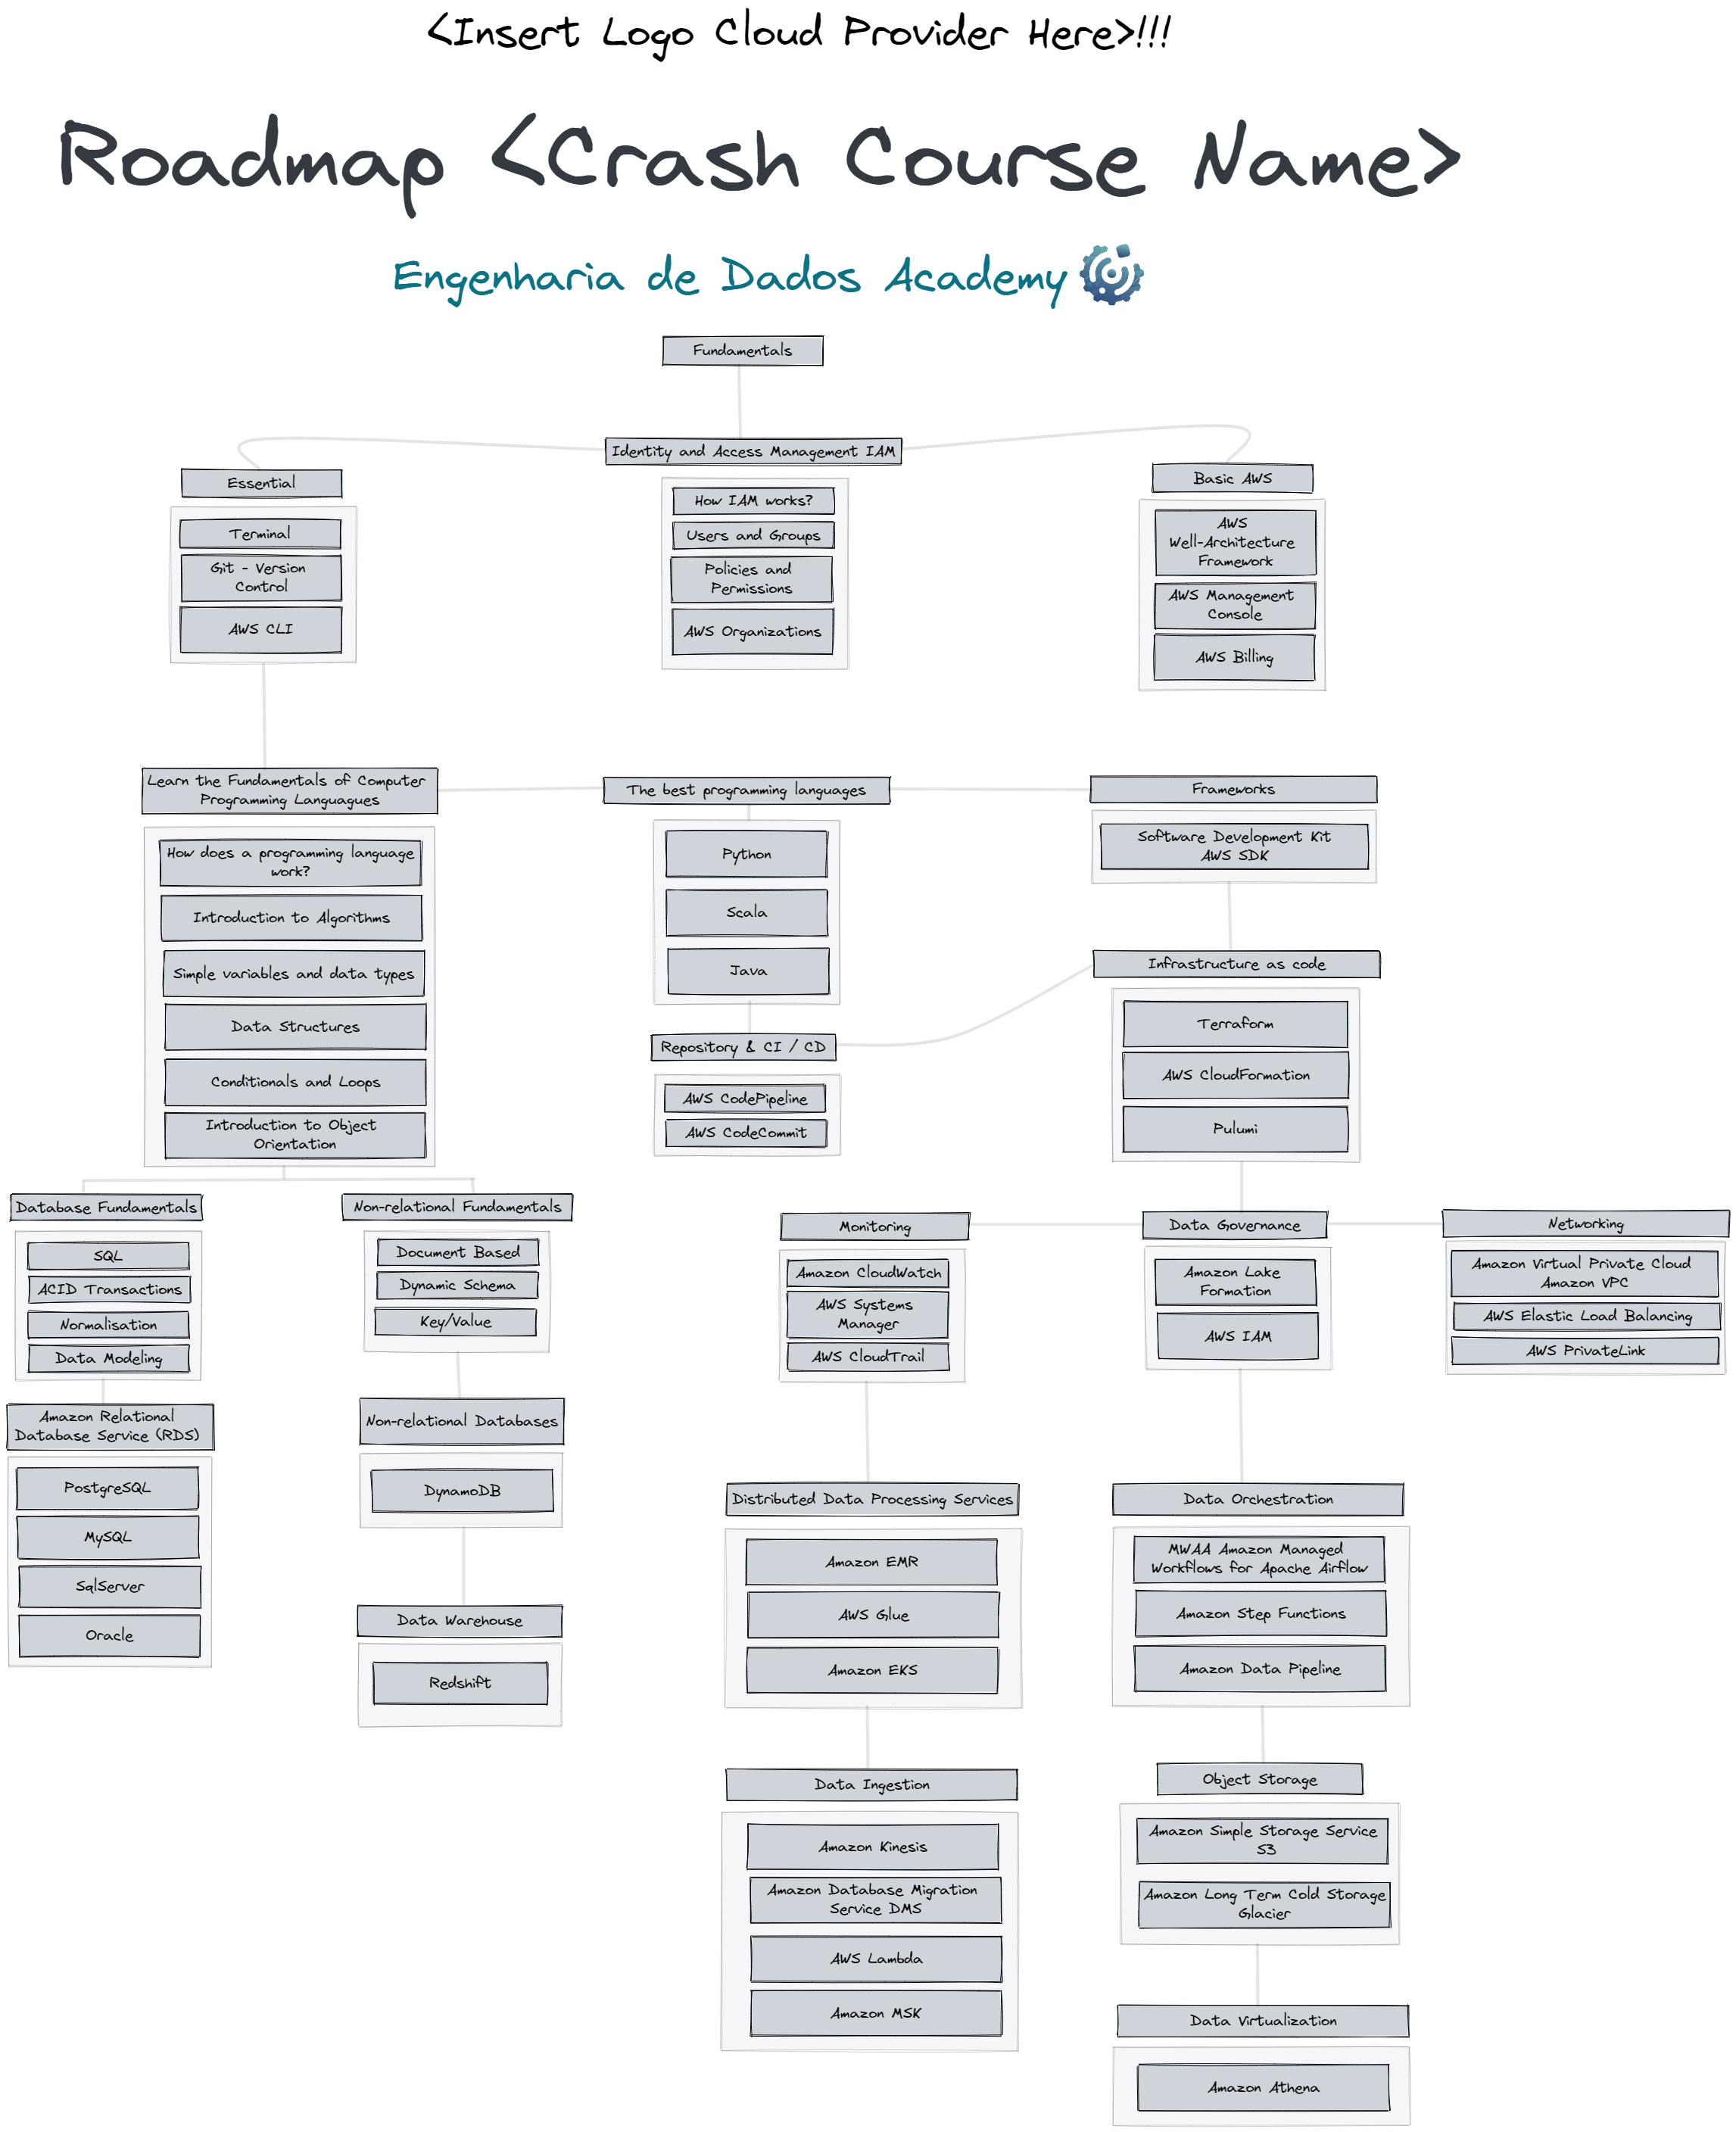 <Insert Logo Cloud Provider Here>!!!
Roadmap <Crash Course Name>
Engenharia de Dados Academy
Fundamentals
Identity and Access Management IAM
How IAM works?
Users and Groups
Policies and
Permissions
AWS Organizations
Essential
Terminal
Git - Version
Control
AWS CLI
Basic AWS
AWS
Well-Architecture
Framework
AWS Management
Console
AWS Billing
Learn the Fundamentals of Computer
Programming Languagues
How does a programming language
work?
Introduction to Algorithms
Simple variables and data types
Data Structures
Conditionals and Loops
Introduction to Object
Orientation
The best programming languages
Python
Scala
Java
Repository & CI / CD
AWS CodePipeline
AWS CodeCommit
Frameworks
Software Development Kit
AWS SDK
Infrastructure as code
Terraform
AWS CloudFormation
Pulumi
Database Fundamentals
SQL
ACID Transactions
Normalisation
Data Modeling
Amazon Relational
Database Service (RDS)
PostgreSQL
MySQL
SqlServer
Oracle
Non-relational Fundamentals
Document Based
Dynamic Schema
Key/Value
Non-relational Databases
DynamoDB
Data Warehouse
Redshift
Monitoring
Amazon CloudWatch
AWS Systems
Manager
AWS CloudTrail
Data Governance
Amazon Lake
Formation
AWS IAM
Networking
Amazon Virtual Private Cloud
Amazon VPC
AWS Elastic Load Balancing
AWS PrivateLink
Distributed Data Processing Services
Amazon EMR
AWS Glue
Amazon EKS
Data Ingestion
Amazon Kinesis
Amazon Database Migration
Service DMS
AWS Lambda
Amazon MSK
Data Orchestration
MWAA Amazon Managed
Workflows for Apache Airflow
Amazon Step Functions
Amazon Data Pipeline
Object Storage
Amazon Simple Storage Service
S3
Amazon Long Term Cold Storage
Glacier
Data Virtualization
Amazon Athena